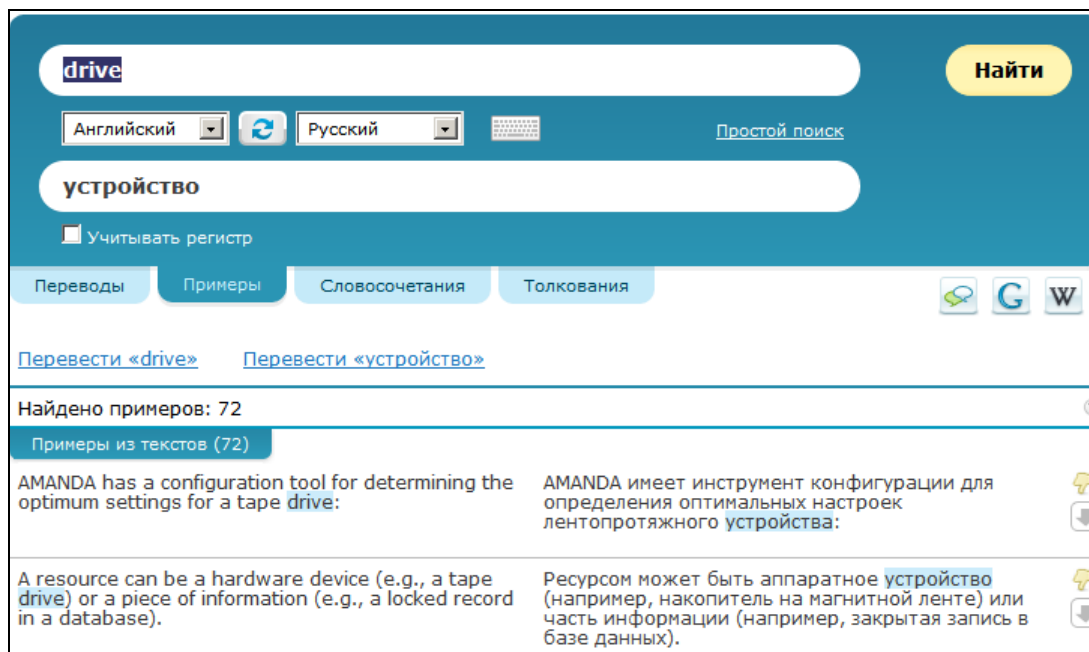 drive
Найти
Английский
Русский
Простой поиск
устройство
Учитывать регистр
Переводы
Примеры
Словосочетания
Толкования
G
W
Перевести «drive»
Перевести «устройство»
Найдено примеров: 72
Примеры из текстов (72)
AMANDA has a configuration tool for determining the
optimum settings for a tape drive:
AMANDA имеет инструмент конфигурации для
определения оптимальных настроек
лентопротяжного устройства:
A resource can be a hardware device (e.g., a tape
drive) or a piece of information (e.g., a locked record
in a database).
Ресурсом может быть аппаратное устройство
(например, накопитель на магнитной ленте) или
часть информации (например, закрытая запись в
базе данных).